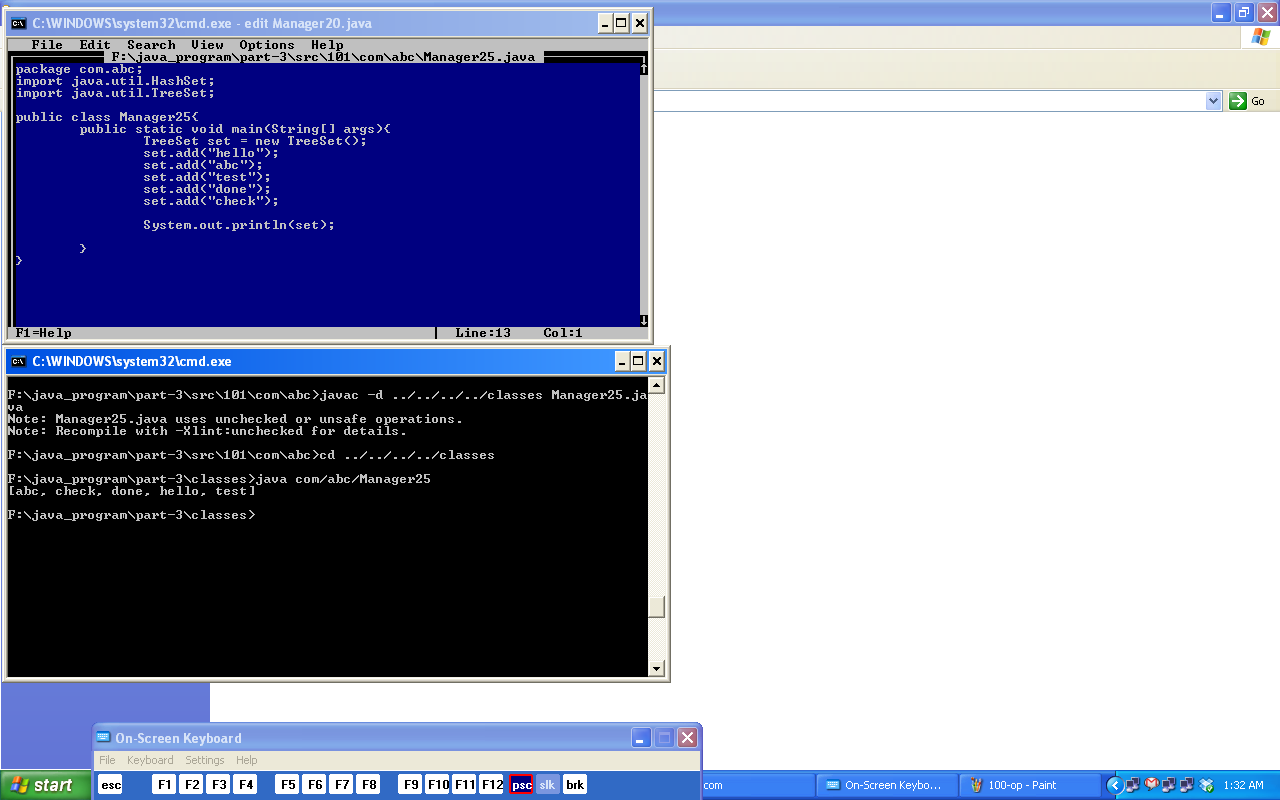 C:\WINDOWS\system32\cmd.exe - edit Manager20.java
File Edit Search View Options Help
F:\java_program\part-3\src\101\com\abc\Manager25.java
package com.abc;
import java.util.HashSet;
import java.util.TreeSet;
public class Manager25{
public static void main(String[] args){
TreeSet set = new TreeSet();
set.add("hello");
set.add("abc");
set.add("test");
set.add("done");
set.add("check");
System.out.println(set);
}
}
F1=Help Line:13 Col:1
Go
C:\WINDOWS\system32\cmd.exe
F:\java_program\part-3\src\101\com\abc>javac -d ../../../../classes Manager25.ja
va
Note: Manager25.java uses unchecked or unsafe operations.
Note: Recompile with -Xlint:unchecked for details.
F:\java_program\part-3\src\101\com\abc>cd ../../../../classes
F:\java_program\part-3\classes>java com/abc/Manager25
[abc, check, done, hello, test]
F:\java_program\part-3\classes>
On-Screen Keyboard
File Keyboard Settings Help
esc F1 F2 F3 F4 F5 F6 F7 F8 F9 F10 F11 F12 psc slk brk
start com On-Screen Keybo... 100-op - Paint 1:32 AM